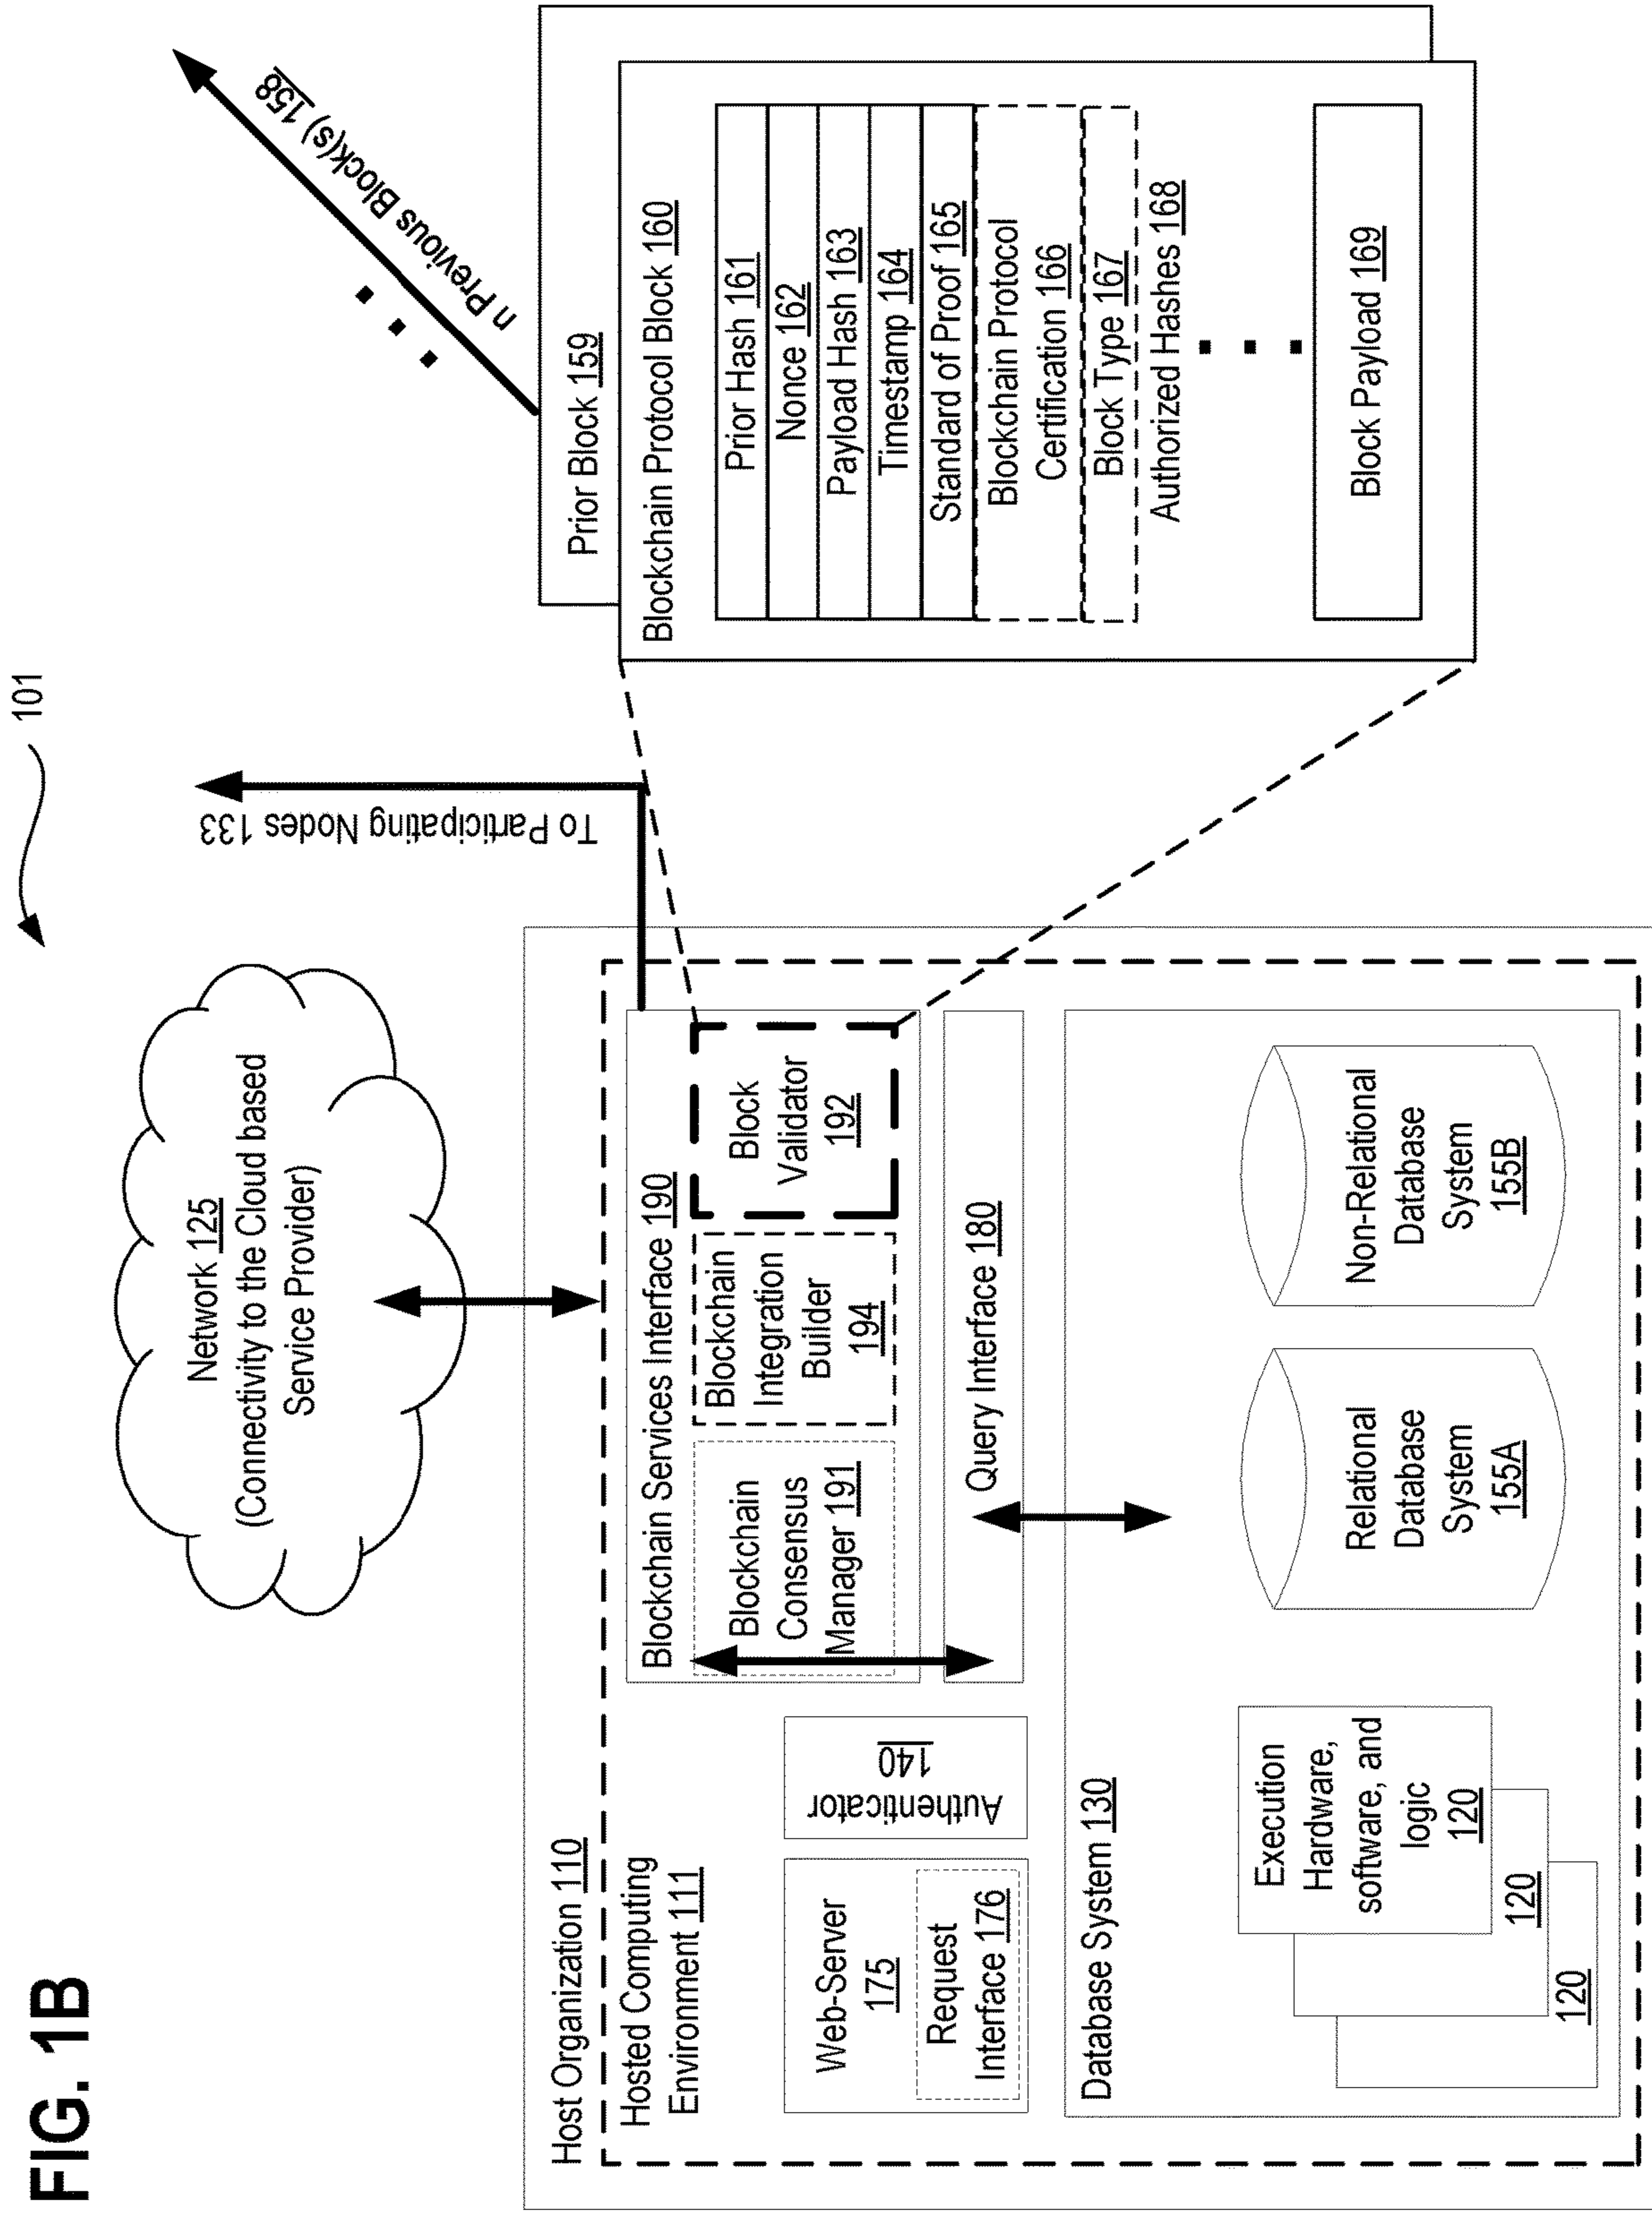 FIG. 1B
101
Network 125
(Connectivity to the Cloud based
Service Provider)
To Participating Nodes 133
n Previous Block(s) 158
Host Organization 110
Hosted Computing
Environment 111
Web-Server
175
Request
Interface 176
Authenticator
140
Blockchain Services Interface 190
Blockchain
Consensus
Manager 191
Blockchain
Integration
Builder
194
Block
Validator
192
Query Interface 180
Database System 130
Execution
Hardware,
software, and
logic
120
120
120
Relational
Database
System
155A
Non-Relational
Database
System
155B
Prior Block 159
Blockchain Protocol Block 160
Prior Hash 161
Nonce 162
Payload Hash 163
Timestamp 164
Standard of Proof 165
Blockchain Protocol
Certification 166
Block Type 167
Authorized Hashes 168
Block Payload 169